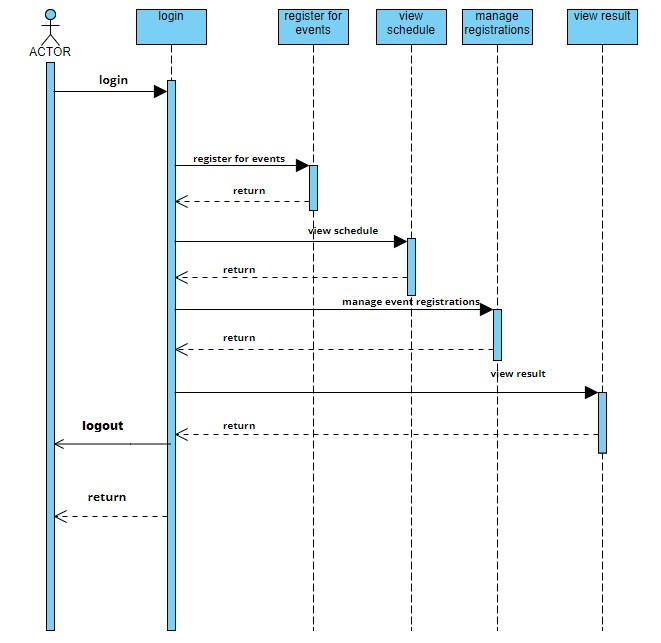 login
register for
events
view
schedule
manage
registrations
view result
ACTOR
login
register for events
return
view schedule
return
manage event registrations
return
view result
return
logout
return